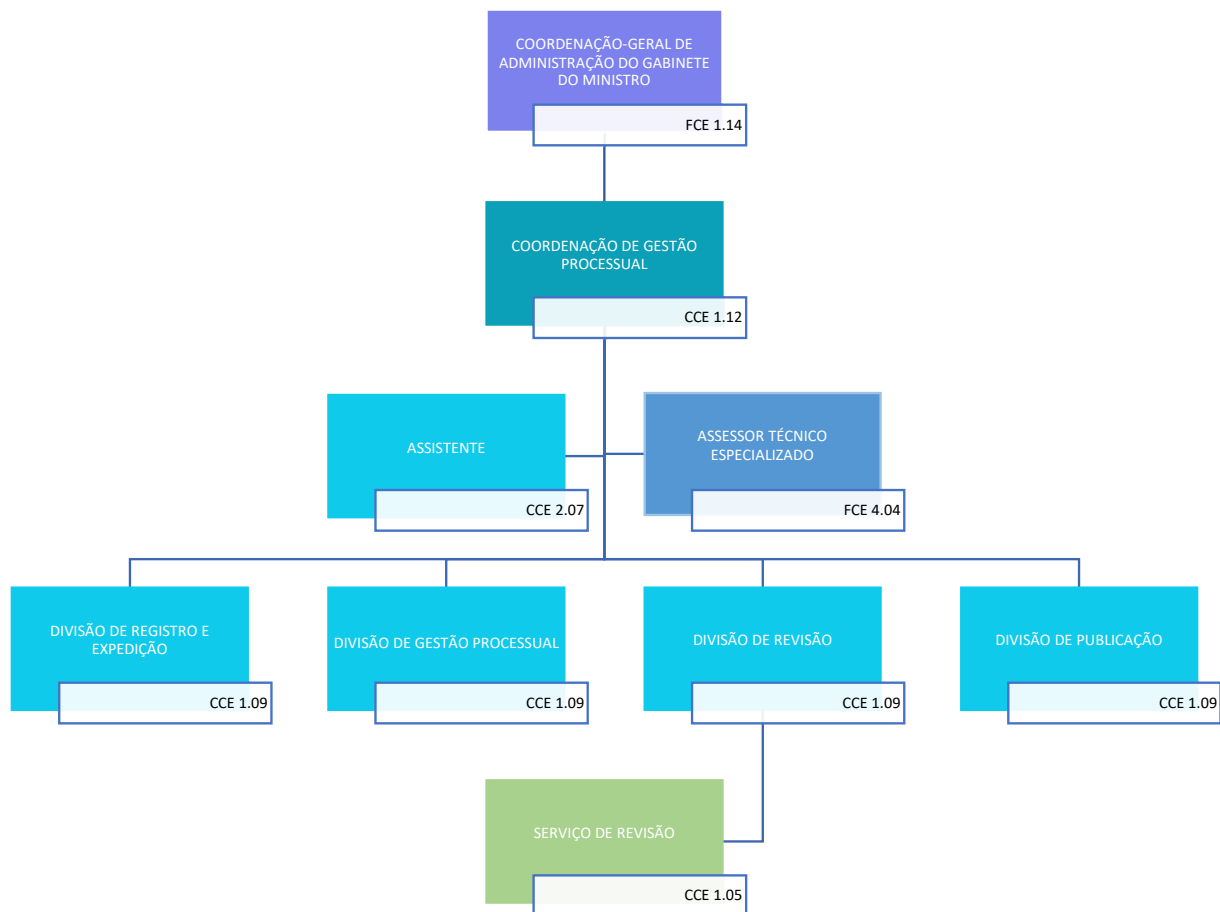 COORDENAÇÃO-GERAL DE
ADMINISTRAÇÃO DO GABINETE
DO MINISTRO
FCE 1.14
COORDENAÇÃO DE GESTÃO
PROCESSUAL
CCE 1.12
ASSISTENTE
CCE 2.07
ASSESSOR TÉCNICO
ESPECIALIZADO
FCE 4.04
DIVISÃO DE REGISTRO E
EXPEDIÇÃO
CCE 1.09
DIVISÃO DE GESTÃO PROCESSUAL
CCE 1.09
DIVISÃO DE REVISÃO
CCE 1.09
DIVISÃO DE PUBLICAÇÃO
CCE 1.09
SERVIÇO DE REVISÃO
CCE 1.05